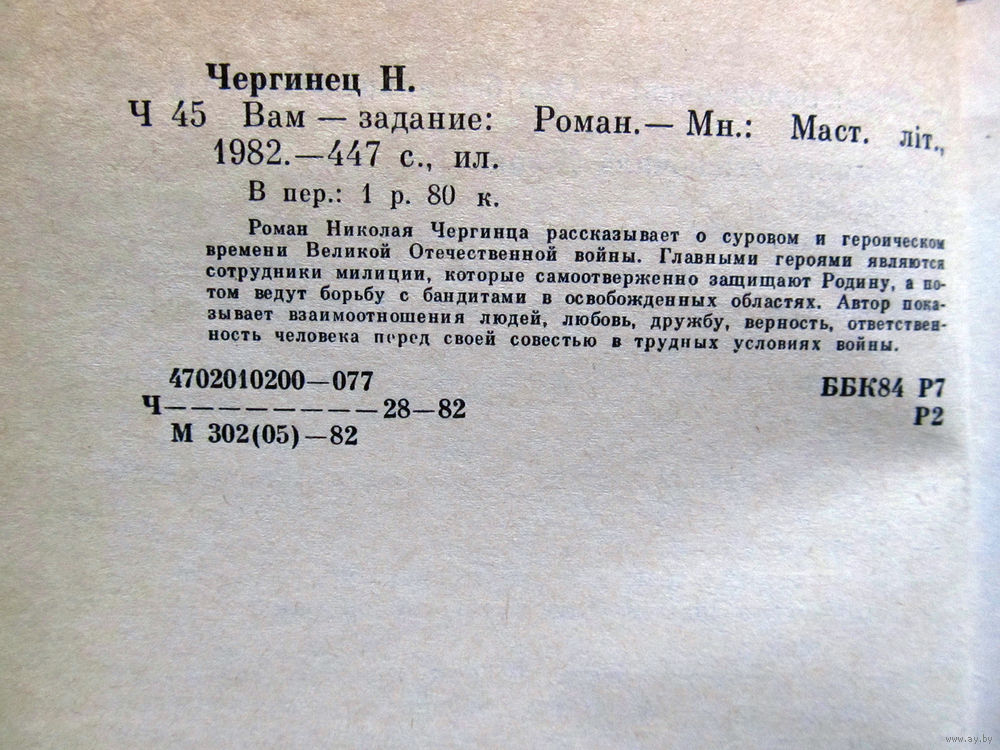 Чергинец Н.
Ч 45 Вам — задание: Роман.— Мн.: Маст. літ.,
1982.—447 с., ил.
В пер.: 1 р. 80 к.
Роман Николая Чергинца рассказывает о суровом и героическом
времени Великой Отечественной войны. Главными героями являются
сотрудники милиции, которые самоотверженно защищают Родину, а по-
том ведут борьбу с бандитами в освобожденных областях. Автор пока-
зывает взаимоотношения людей, любовь, дружбу, верность, ответствен-
ность человека перед своей совестью в трудных условиях войны.
4702010200—077
Ч — — — — — — — — 28—82
М 302(05)—82
ББК84 Р7
Р2
www.ay.by